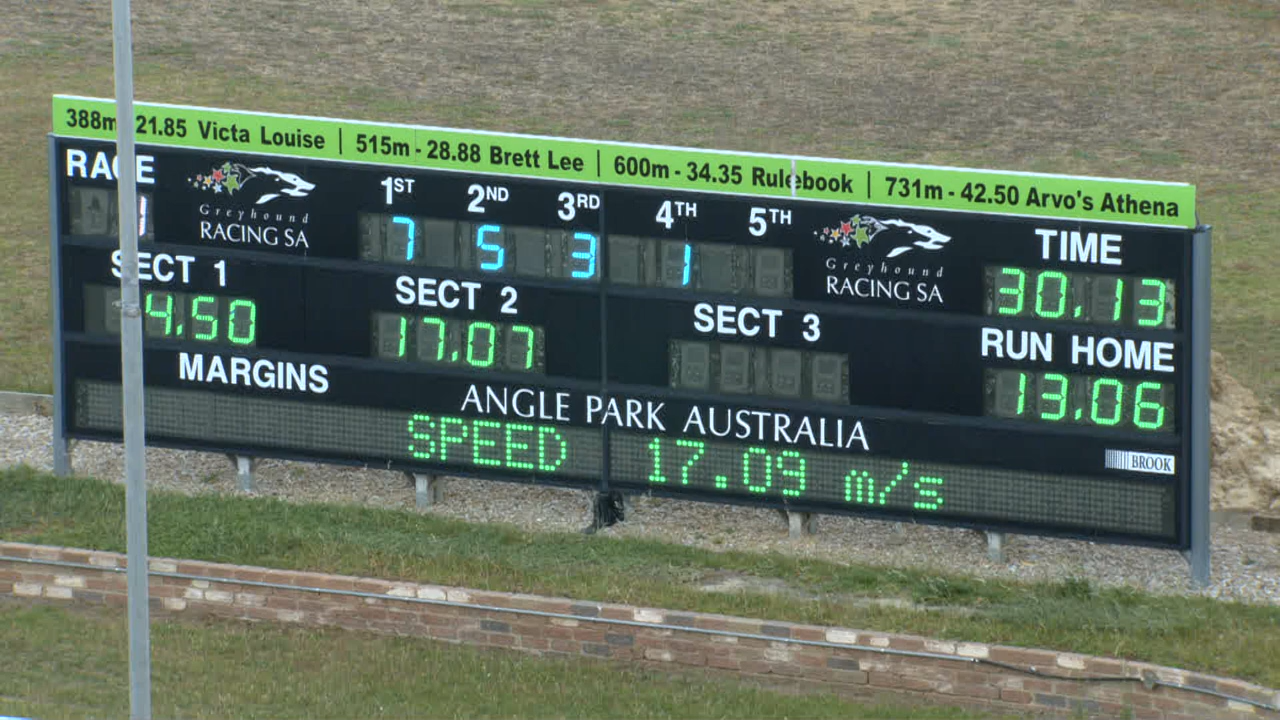 388m 21.85 Victa Louise | 515m - 28.88 Brett Lee | 600m - 34.35 Rulebook | 731m - 42.50 Arvo's Athena
RACE
Greyhound
RACING SA
1ST 2ND 3RD 4TH 5TH
7 5 3 1
Greyhound
RACING SA
TIME
30.13
SECT 1
4.50
SECT 2
17.07
SECT 3
RUN HOME
13.06
MARGINS
ANGLE PARK AUSTRALIA
BROOK
SPEED 17.09 m/s